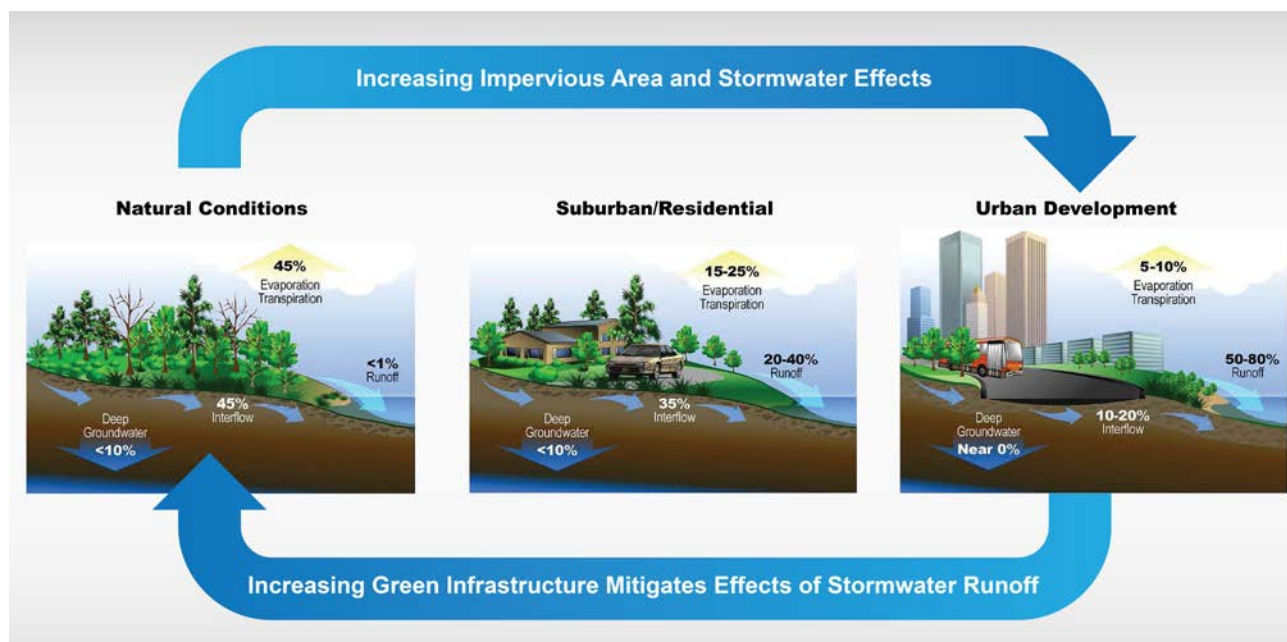 Increasing Impervious Area and Stormwater Effects
Natural Conditions
45%
Evaporation
Transpiration
<1%
Runoff
45%
Interflow
Deep
Groundwater
<10%
Suburban/Residential
15-25%
Evaporation
Transpiration
20-40%
Runoff
35%
Interflow
Deep
Groundwater
<10%
Urban Development
5-10%
Evaporation
Transpiration
50-80%
Runoff
10-20%
Interflow
Deep
Groundwater
Near 0%
Increasing Green Infrastructure Mitigates Effects of Stormwater Runoff